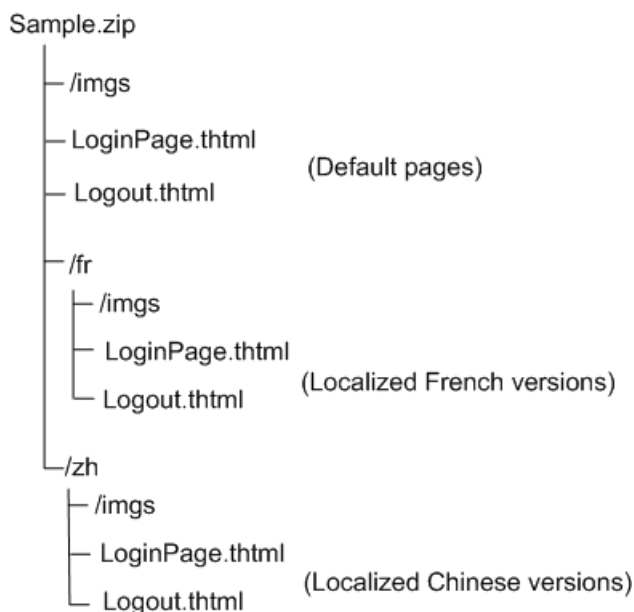 Sample.zip
/imgs
LoginPage.thtml
(Default pages)
Logout.thtml
/fr
/imgs
LoginPage.thtml
(Localized French versions)
Logout.thtml
/zh
/imgs
LoginPage.thtml
(Localized Chinese versions)
Logout.thtml